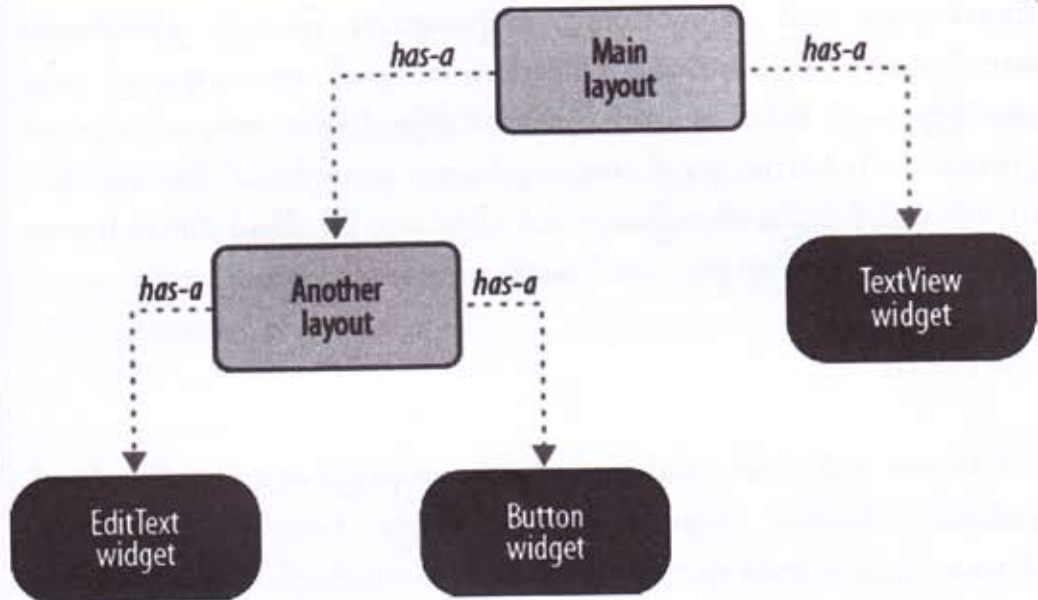 has-a
Main
layout
has-a
has-a
Another
layout
has-a
TextView
widget
EditText
widget
Button
widget